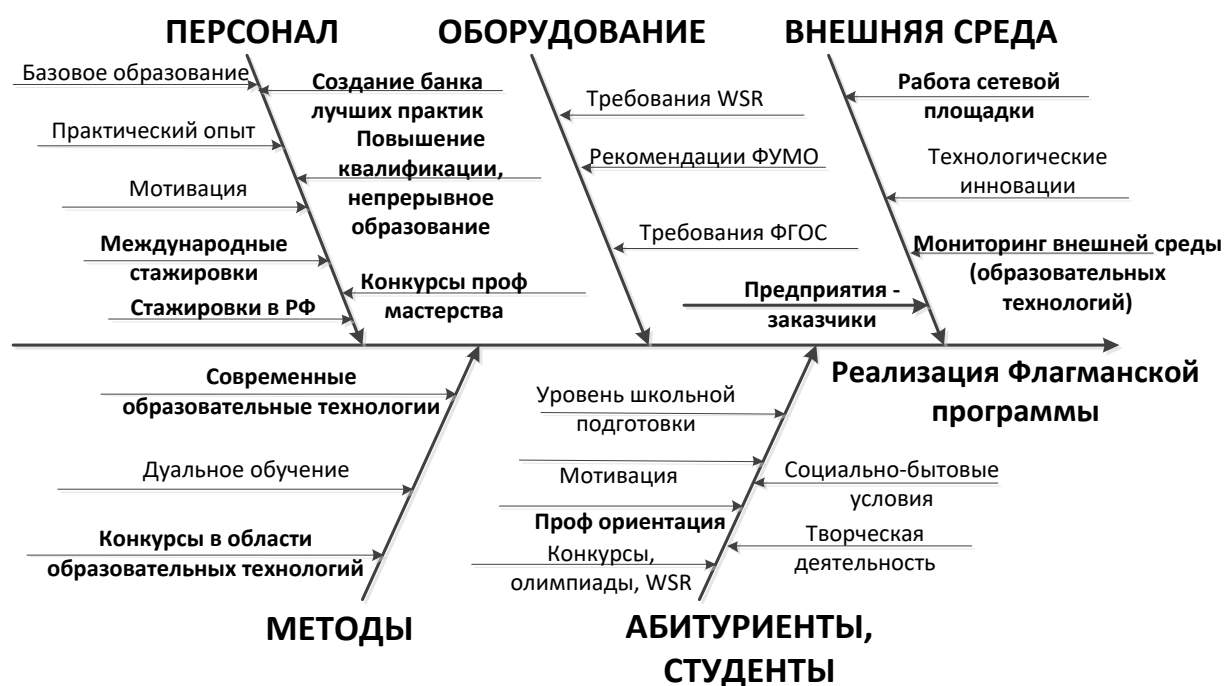 ПЕРСОНАЛ
ОБОРУДОВАНИЕ
ВНЕШНЯЯ СРЕДА
Базовое образование
Практический опыт
Мотивация
Международные
стажировки
Стажировки в РФ
Создание банка
лучших практик
Повышение
квалификации,
непрерывное
образование
Конкурсы проф
мастерства
Требования WSR
Рекомендации ФУМО
Требования ФГОС
Предприятия -
заказчики
Работа сетевой
площадки
Технологические
инновации
Мониторинг внешней среды
(образовательных
технологий)
Реализация Флагманской
программы
Современные
образовательные технологии
Дуальное обучение
Конкурсы в области
образовательных технологий
Уровень школьной
подготовки
Мотивация
Проф ориентация
Конкурсы,
олимпиады, WSR
Социально-бытовые
условия
Творческая
деятельность
МЕТОДЫ
АБИТУРИЕНТЫ,
СТУДЕНТЫ